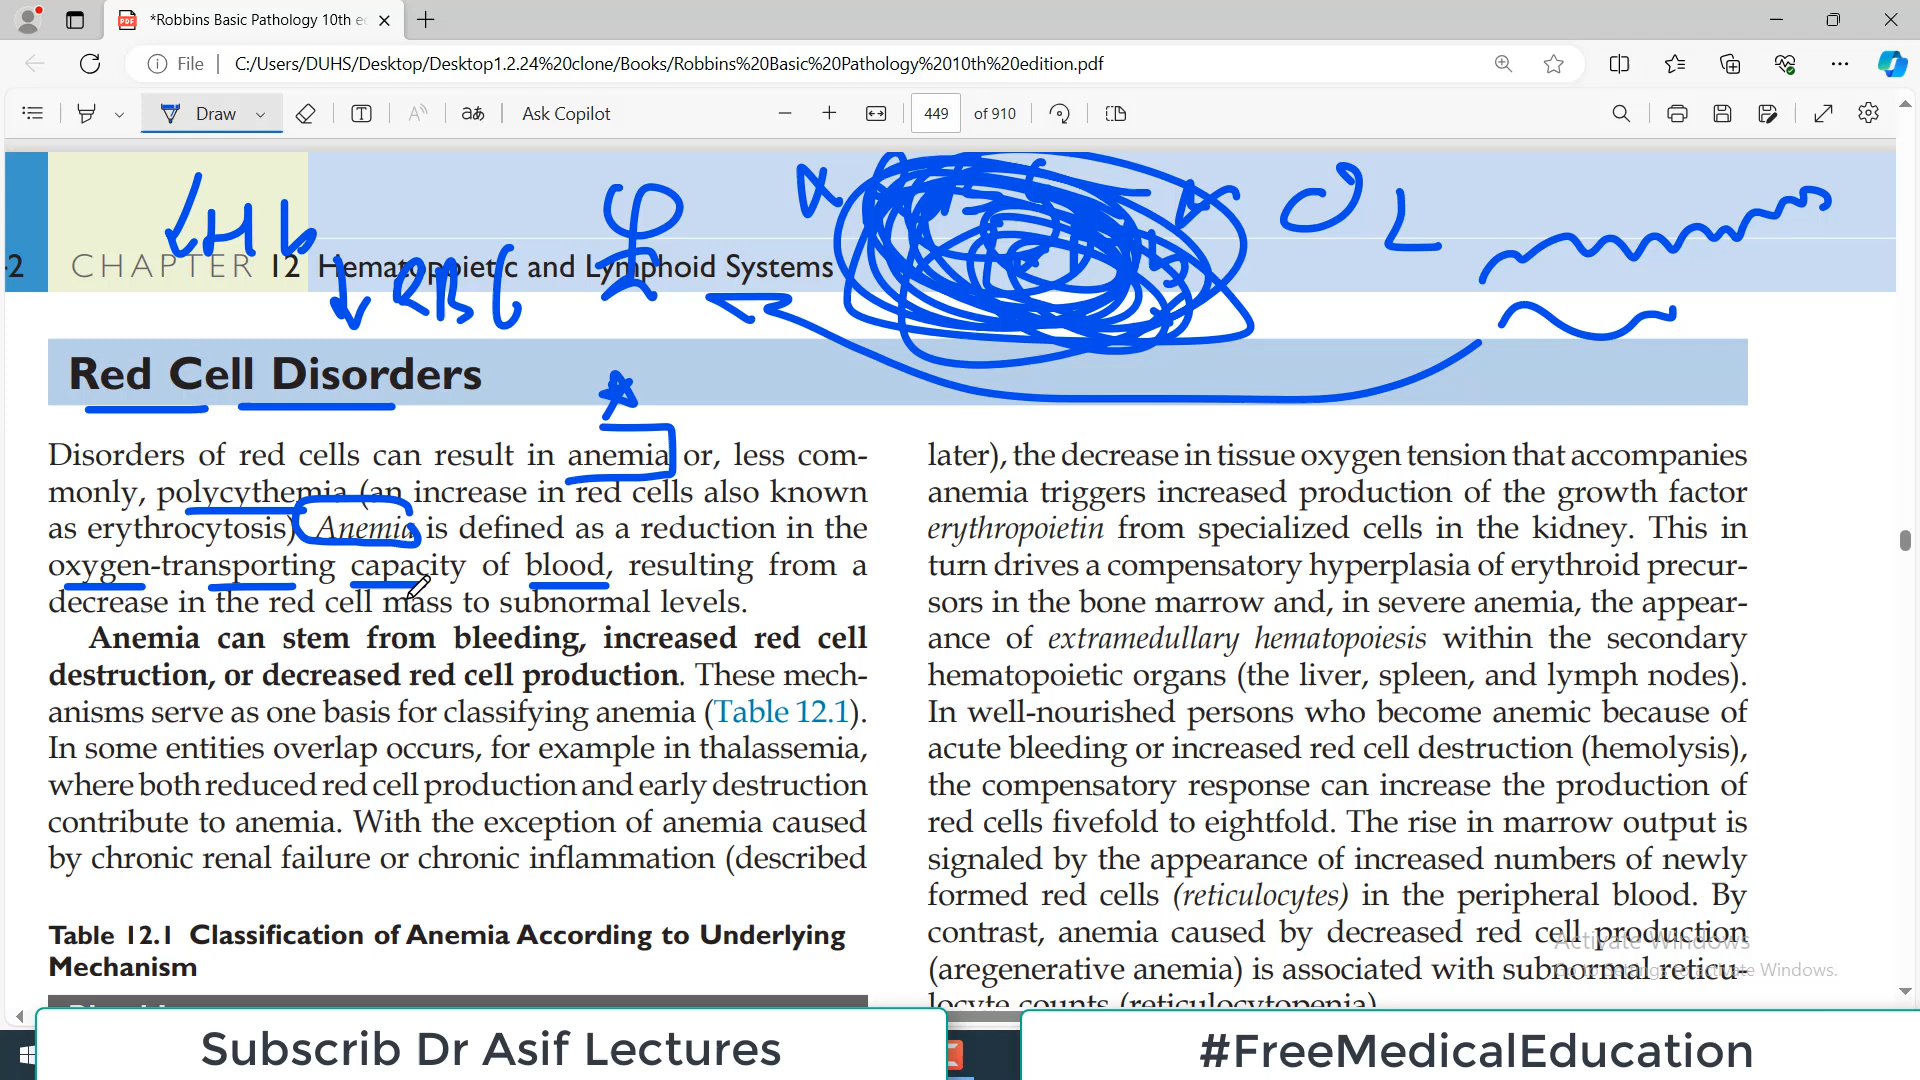 *Robbins Basic Pathology 10th e
File
C:/Users/DUHS/Desktop/Desktop1.2.24%20clone/Books/Robbins%20Basic%20Pathology%2010th%20edition.pdf
Draw
Ask Copilot
449 of 910
↓Hb
O2
-2 CHAPTER 12 Hematopoietic and Lymphoid Systems
↓RBC
Red Cell Disorders
Disorders of red cells can result in anemia or, less com-
monly, polycythemia (an increase in red cells also known
as erythrocytosis) Anemia is defined as a reduction in the
oxygen-transporting capacity of blood, resulting from a
decrease in the red cell mass to subnormal levels.
Anemia can stem from bleeding, increased red cell
destruction, or decreased red cell production. These mech-
anisms serve as one basis for classifying anemia (Table 12.1).
In some entities overlap occurs, for example in thalassemia,
where both reduced red cell production and early destruction
contribute to anemia. With the exception of anemia caused
by chronic renal failure or chronic inflammation (described
Table 12.1 Classification of Anemia According to Underlying
Mechanism
later), the decrease in tissue oxygen tension that accompanies
anemia triggers increased production of the growth factor
erythropoietin from specialized cells in the kidney. This in
turn drives a compensatory hyperplasia of erythroid precur-
sors in the bone marrow and, in severe anemia, the appear-
ance of extramedullary hematopoiesis within the secondary
hematopoietic organs (the liver, spleen, and lymph nodes).
In well-nourished persons who become anemic because of
acute bleeding or increased red cell destruction (hemolysis),
the compensatory response can increase the production of
red cells fivefold to eightfold. The rise in marrow output is
signaled by the appearance of increased numbers of newly
formed red cells (reticulocytes) in the peripheral blood. By
contrast, anemia caused by decreased red cell production
(aregenerative anemia) is associated with subnormal reticu-
locyte counts (reticulocytopenia)
Activate Windows
Go to Settings to activate Windows.
Subscrib Dr Asif Lectures
#FreeMedicalEducation